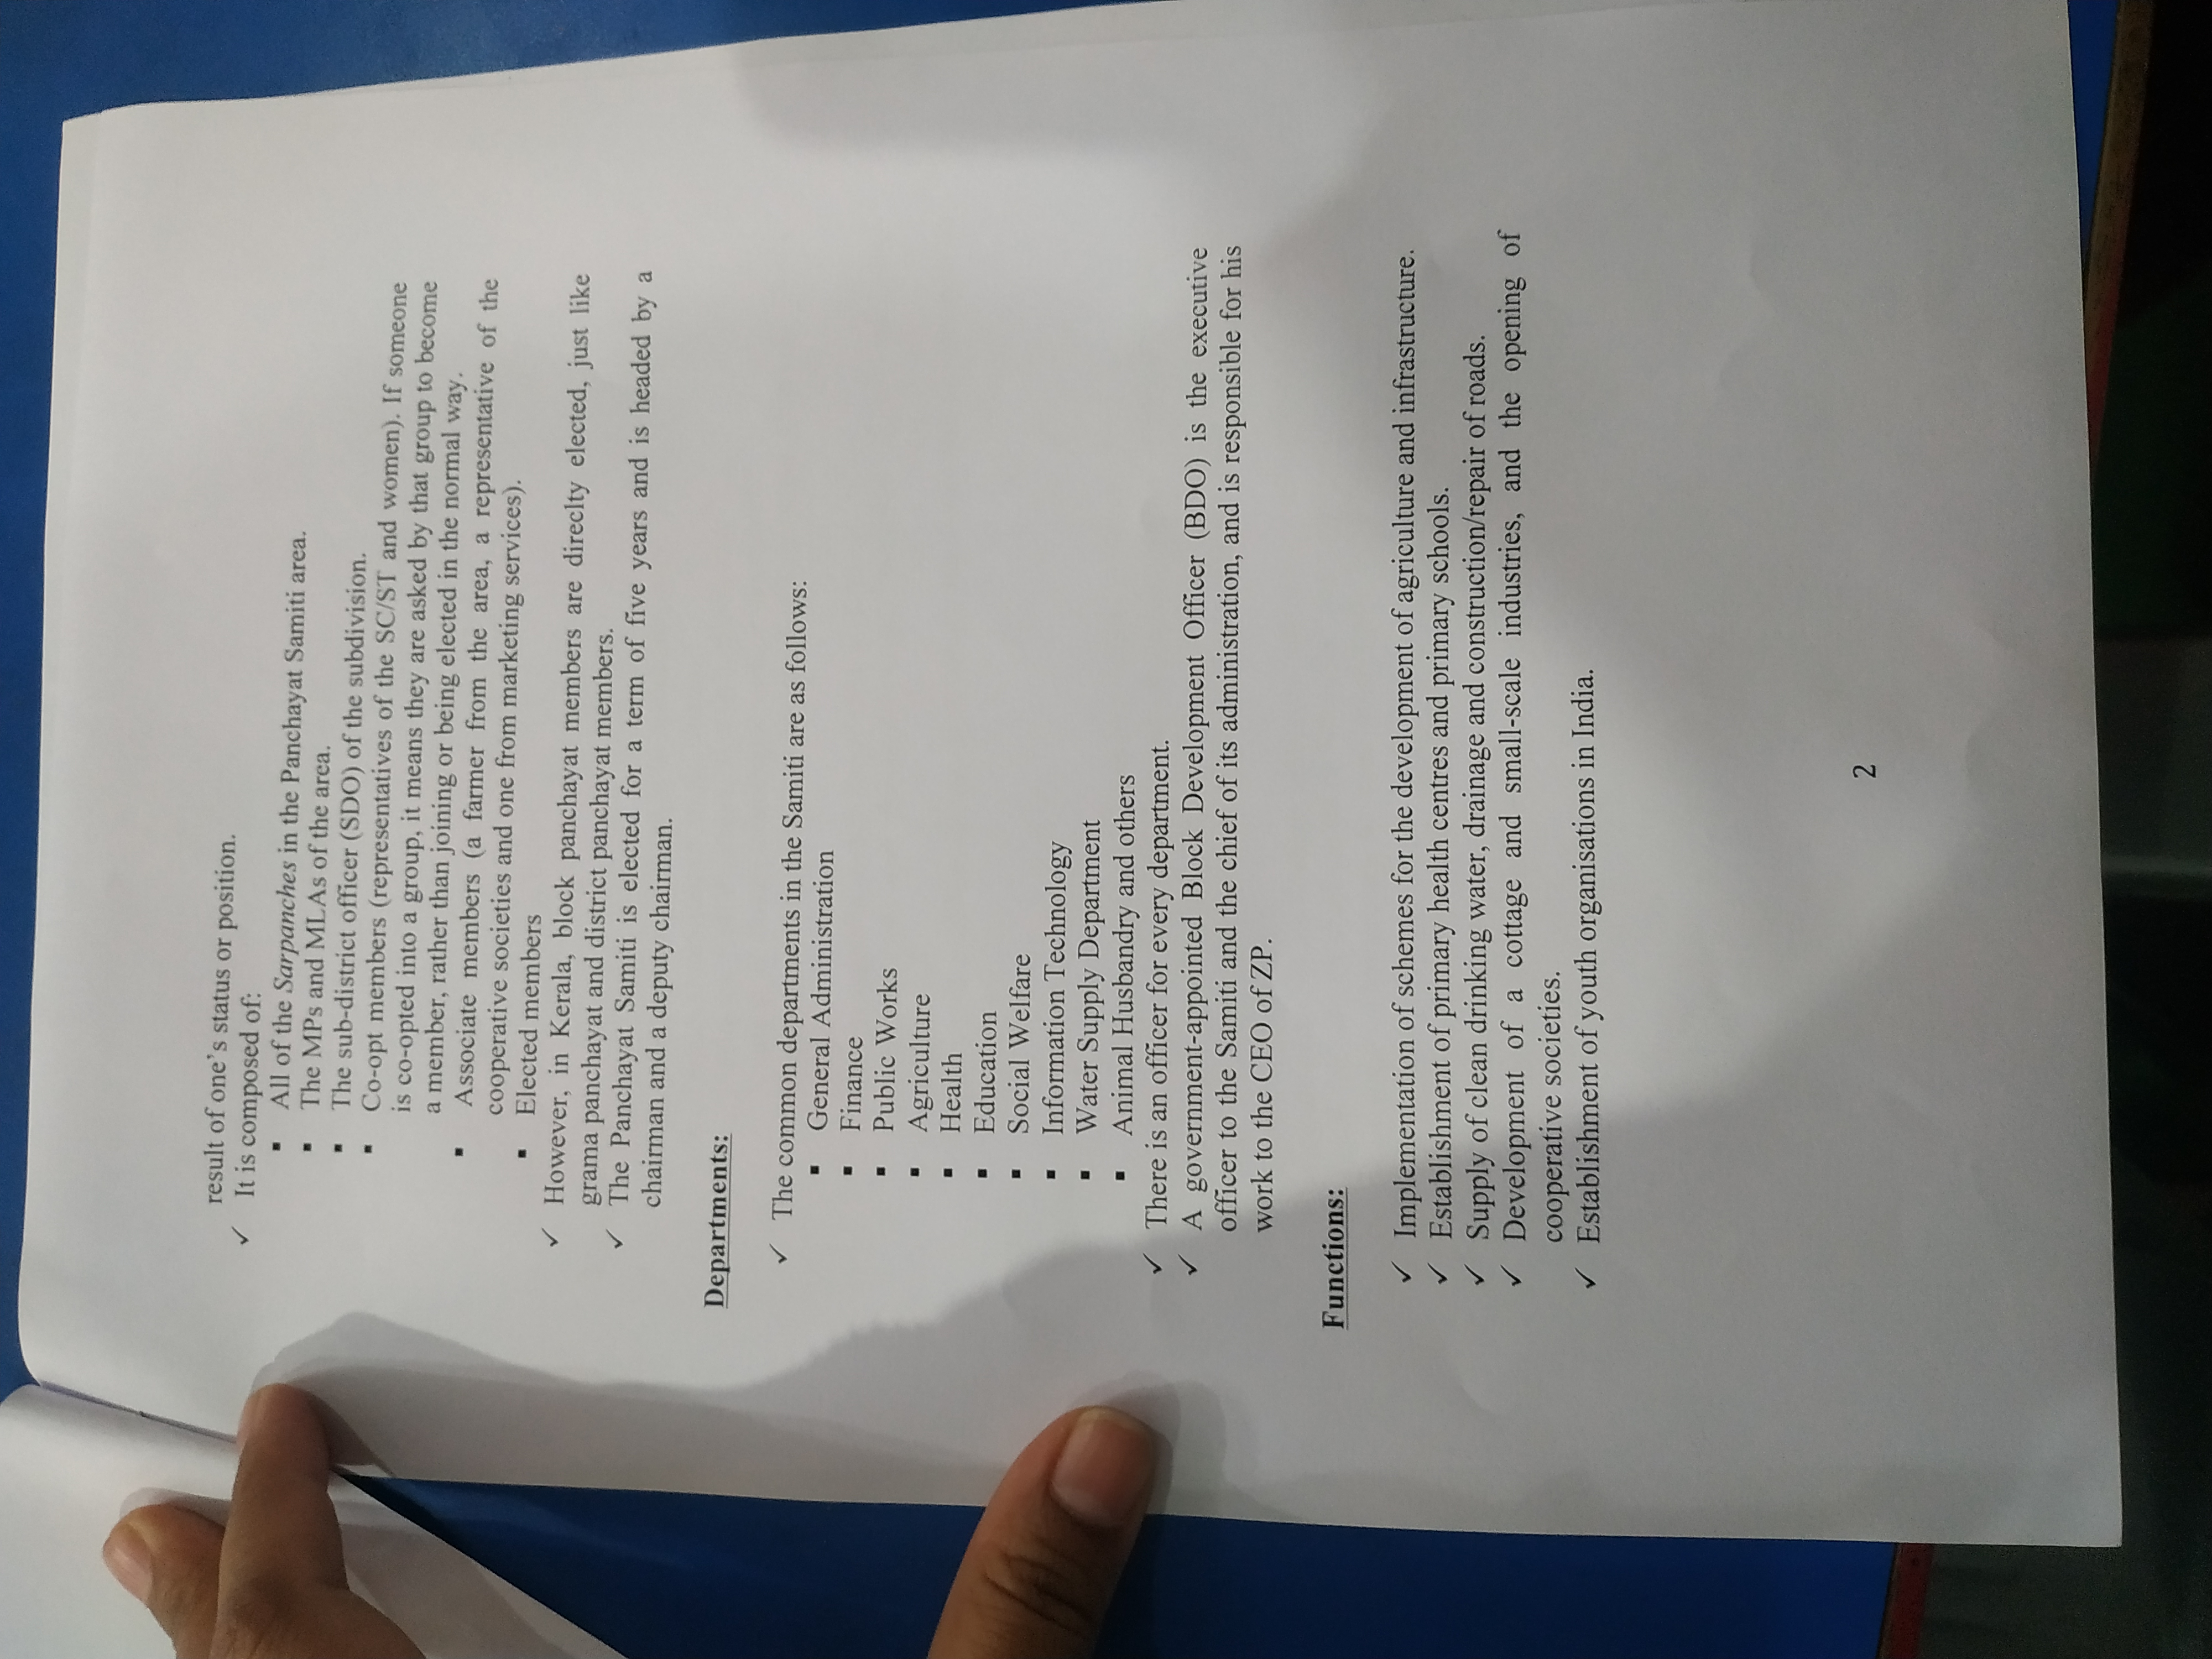 result of one's status or position.
✓ It is composed of:
▪ All of the Sarpanches in the Panchayat Samiti area.
▪ The MPs and MLAs of the area.
▪ The sub-district officer (SDO) of the subdivision.
▪ Co-opt members (representatives of the SC/ST and women). If someone
is co-opted into a group, it means they are asked by that group to become
a member, rather than joining or being elected in the normal way.
▪ Associate members (a farmer from the area, a representative of the
cooperative societies and one from marketing services).
▪ Elected members
✓ However, in Kerala, block panchayat members are direclty elected, just like
grama panchayat and district panchayat members.
✓ The Panchayat Samiti is elected for a term of five years and is headed by a
chairman and a deputy chairman.
Departments:
✓ The common departments in the Samiti are as follows:
▪ General Administration
▪ Finance
▪ Public Works
▪ Agriculture
▪ Health
▪ Education
▪ Social Welfare
▪ Information Technology
▪ Water Supply Department
▪ Animal Husbandry and others
✓ There is an officer for every department.
✓ A government-appointed Block Development Officer (BDO) is the executive
officer to the Samiti and the chief of its administration, and is responsible for his
work to the CEO of ZP.
Functions:
✓ Implementation of schemes for the development of agriculture and infrastructure.
✓ Establishment of primary health centres and primary schools.
✓ Supply of clean drinking water, drainage and construction/repair of roads.
✓ Development of a cottage and small-scale industries, and the opening of
cooperative societies.
✓ Establishment of youth organisations in India.
2